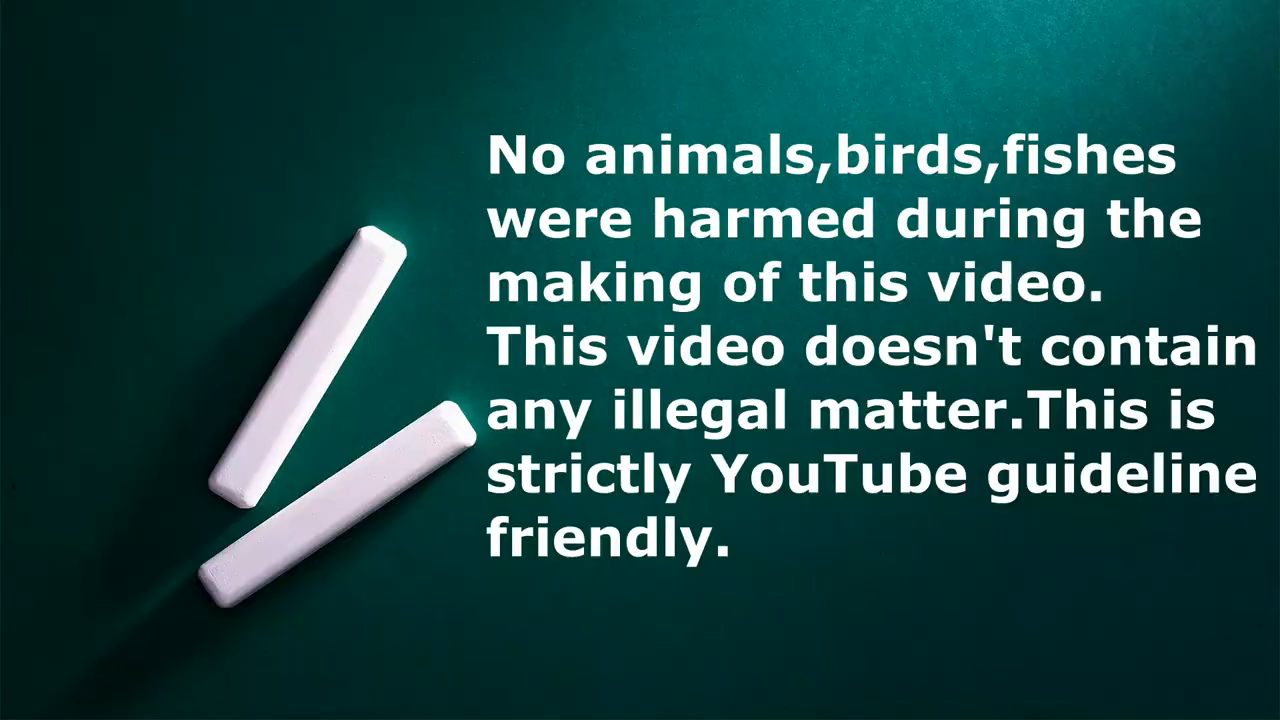 No animals,birds,fishes
were harmed during the
making of this video.
This video doesn't contain
any illegal matter.This is
strictly YouTube guideline
friendly.